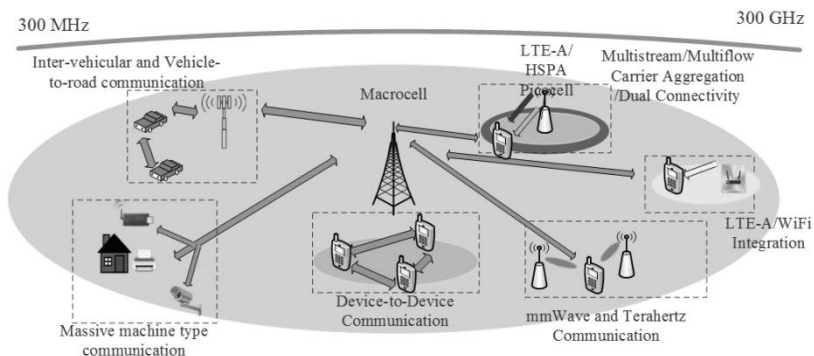 300 MHz
300 GHz
Inter-vehicular and Vehicle-
to-road communication
Macrocell
LTE-A/
HSPA
Picocell
Multistream/Multiflow
Carrier Aggregation
/Dual Connectivity
LTE-A/WiFi
Integration
Device-to-Device
Communication
mmWave and Terahertz
Communication
Massive machine type
communication